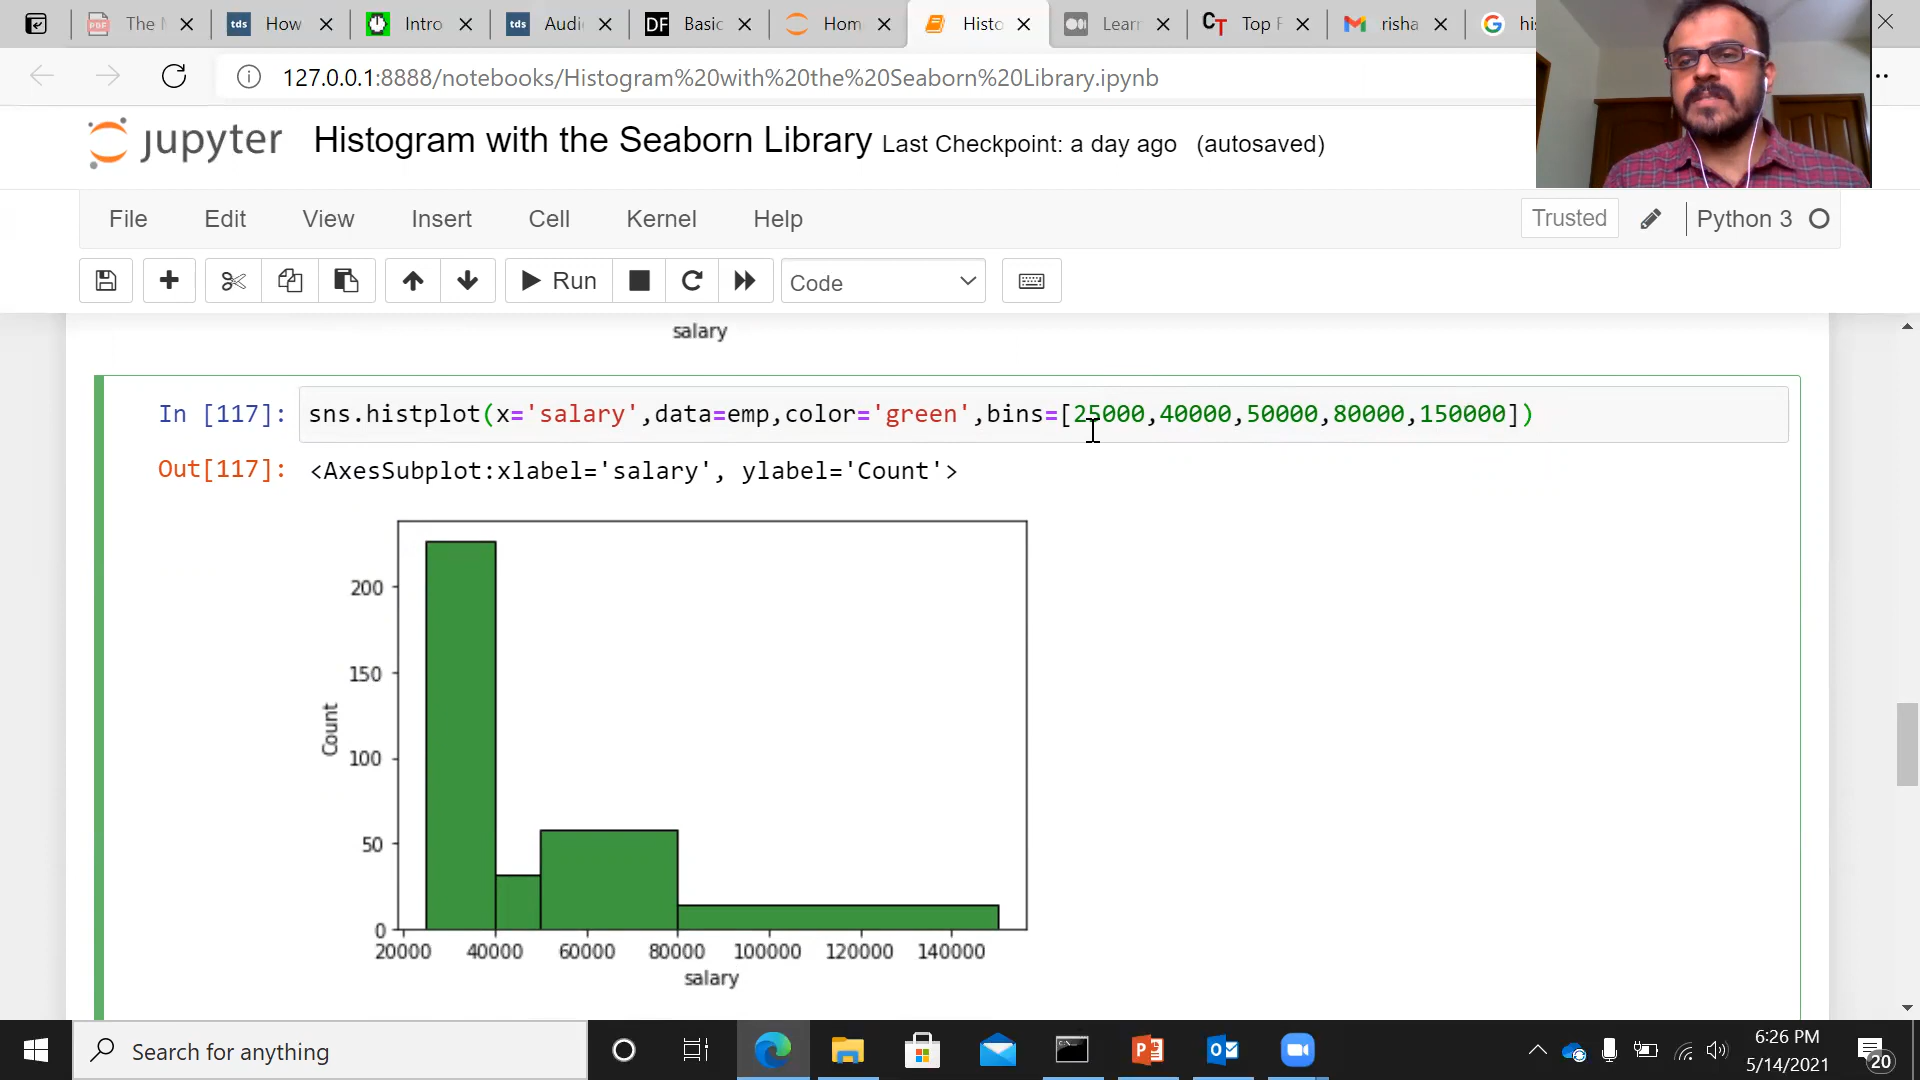 The
How
Intro
Audi
Basic
Hom
Histo
Learn
Top F
risha
his
tds
tds
DF
PDF
127.0.0.1:8888/notebooks/Histogram%20with%20the%20Seaborn%20Library.ipynb
jupyter Histogram with the Seaborn Library Last Checkpoint: a day ago (autosaved)
File Edit View Insert Cell Kernel Help Trusted Python 3
Run Code
salary
In [117]: sns.histplot(x='salary',data=emp,color='green',bins=[25000,40000,50000,80000,150000])
Out[117]: <AxesSubplot:xlabel='salary', ylabel='Count'>
200
150
100
50
0
Count
20000 40000 60000 80000 100000 120000 140000
salary
Search for anything
6:26 PM
5/14/2021
20